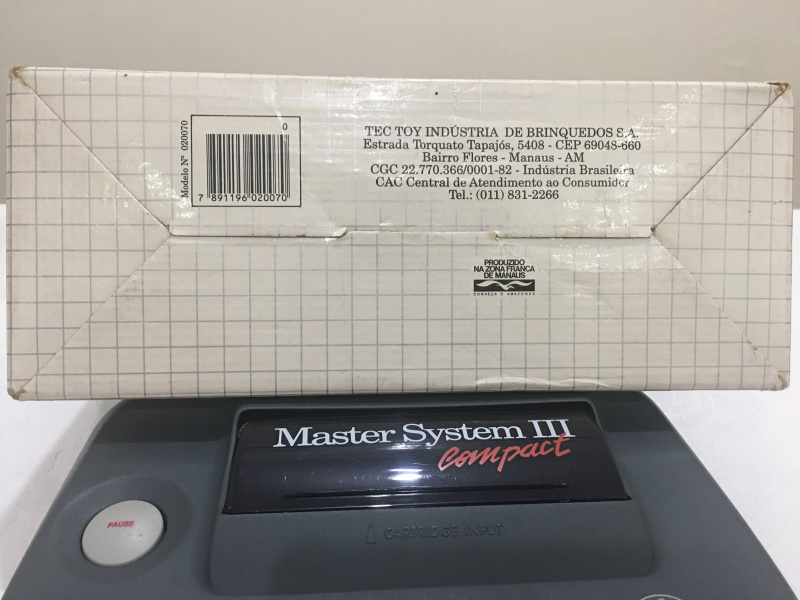 Modelo Nº 020070
0
7 891196 020070
TEC TOY INDÚSTRIA DE BRINQUEDOS S.A.
Estrada Torquato Tapajós, 5408 - CEP 69048-660
Bairro Flores - Manaus - AM
CGC 22.770.366/0001-82 - Indústria Brasileira
CAC Central de Atendimento ao Consumidor
Tel.: (011) 831-2266
PRODUZIDO
NA ZONA FRANCA
DE MANAUS
CONHEÇA O AMAZONAS
Master System III
compact
PAUSE
CARTRIDGE INPUT